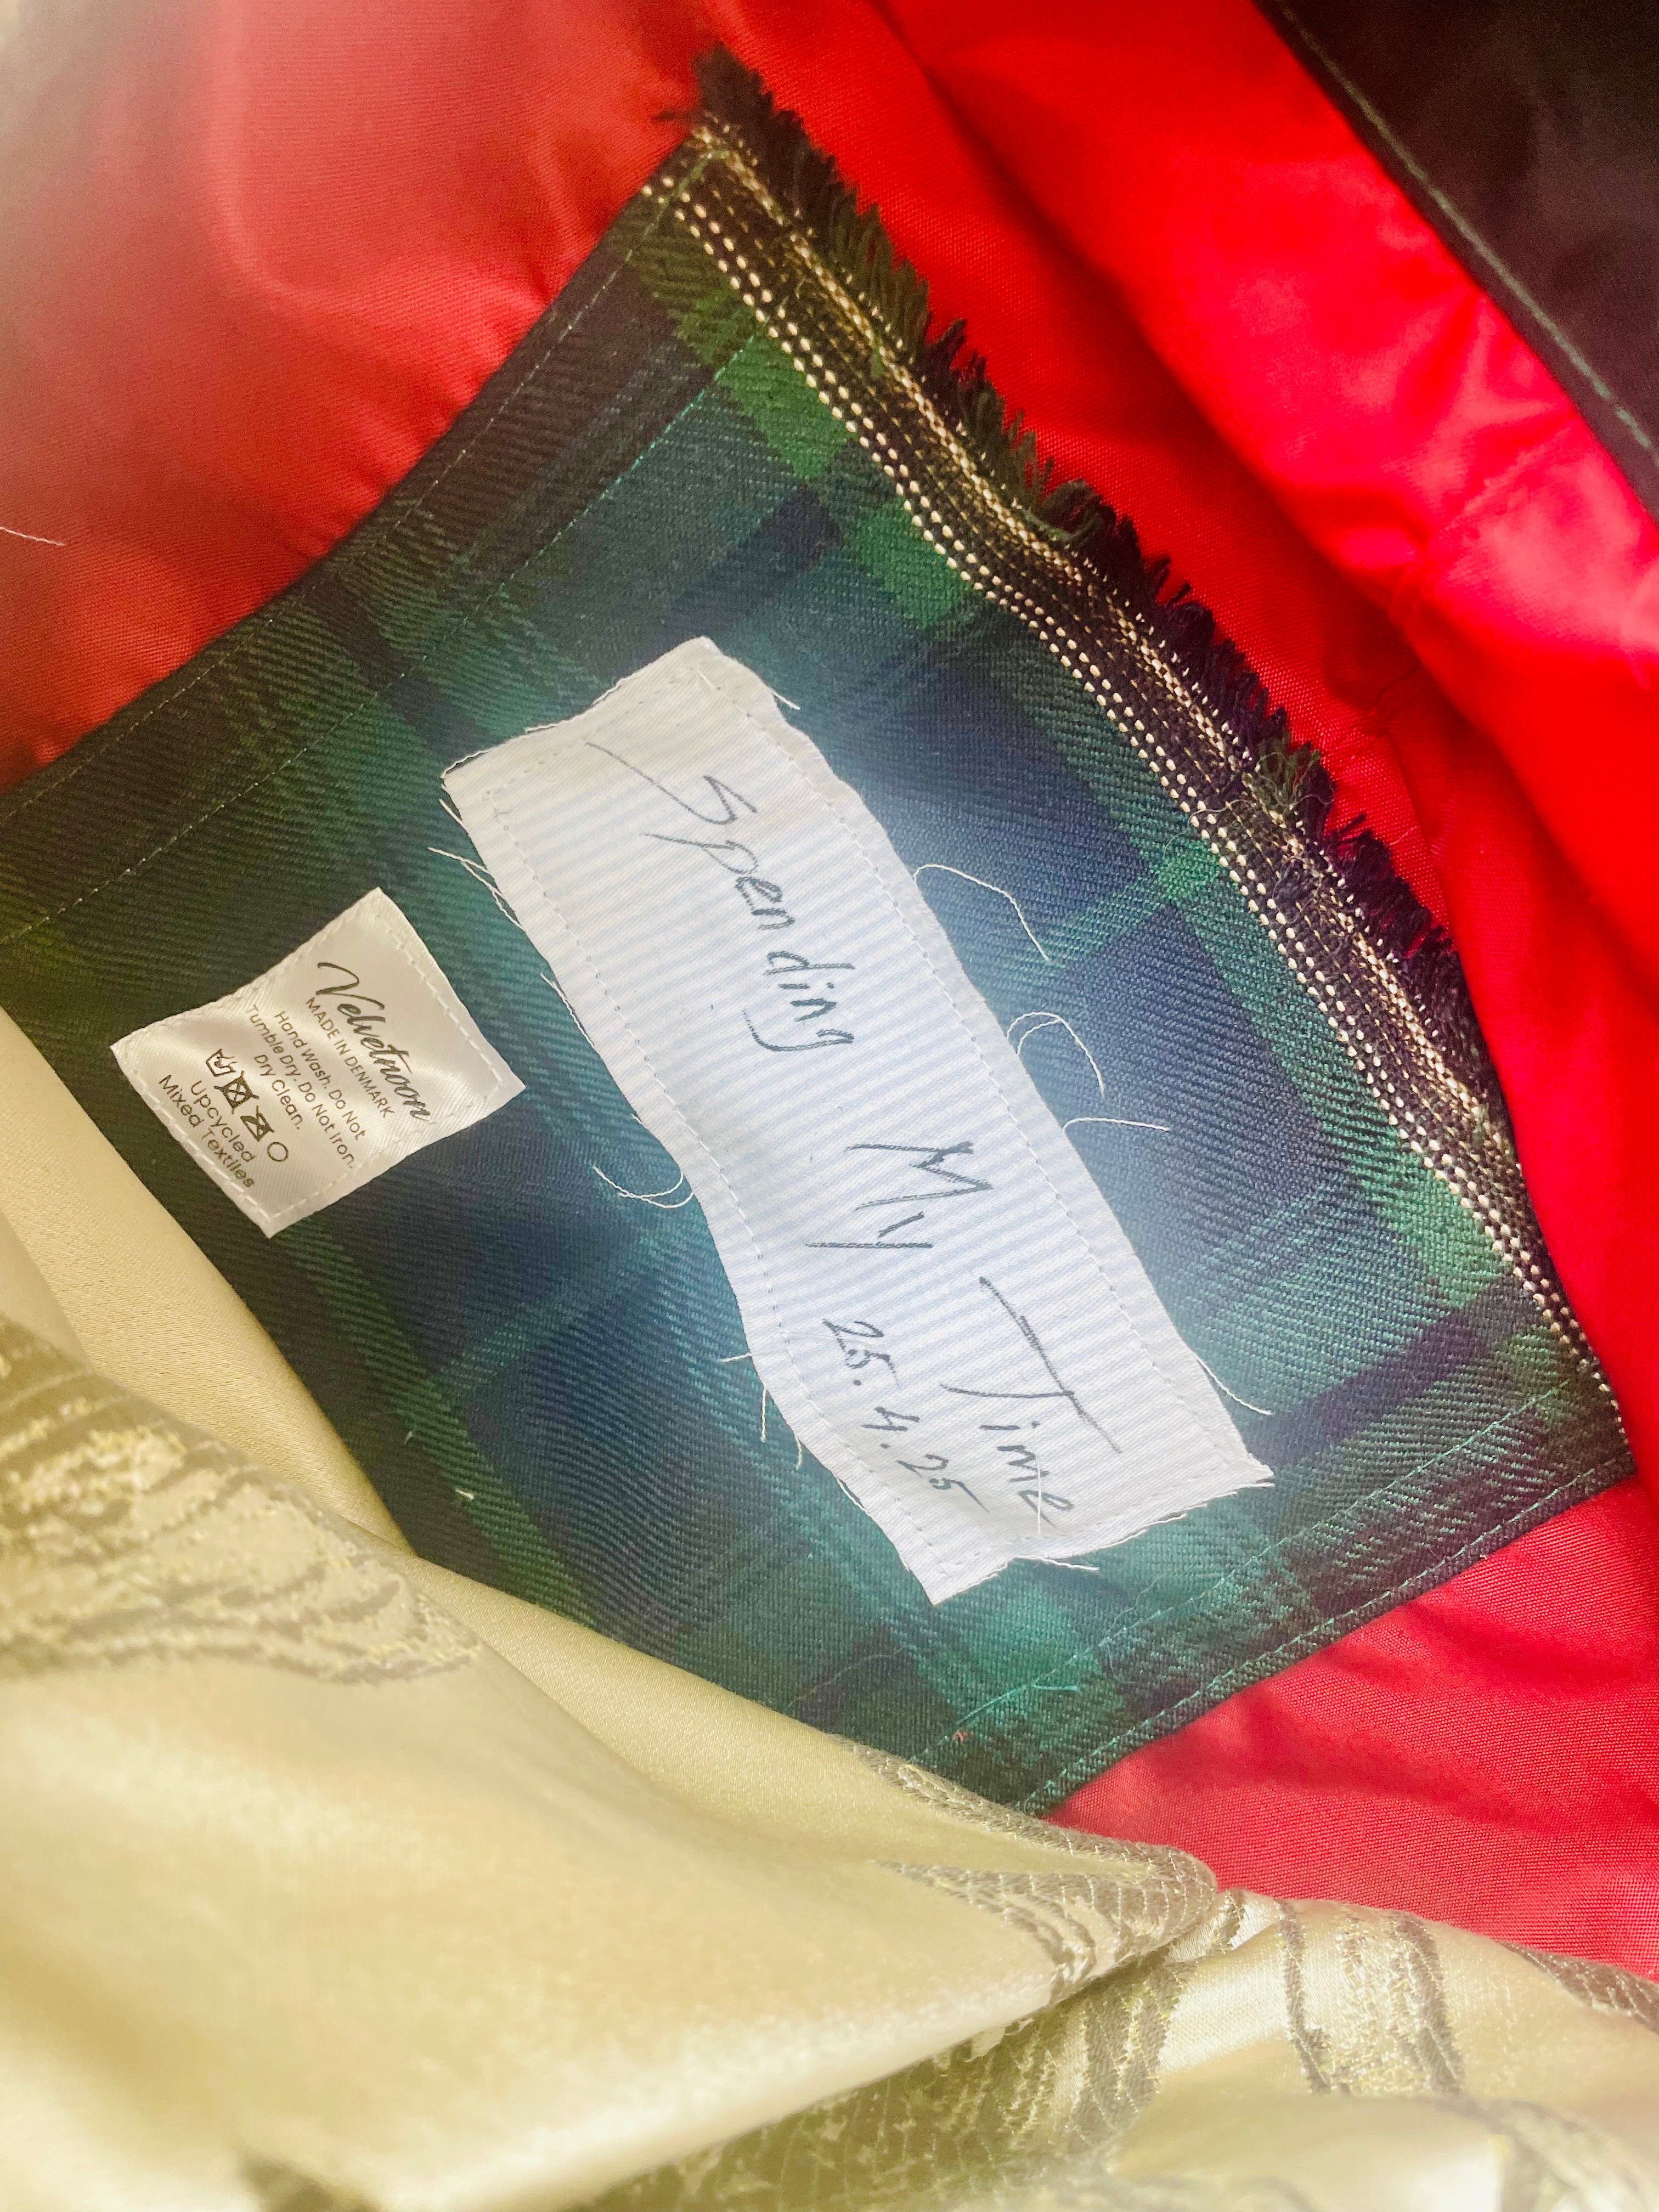 Spending My Time
25.4.25
Velvetmoon
MADE IN DENMARK
Hand Wash. Do Not
Tumble Dry. Do Not Iron.
Dry Clean.
Upcycled
Mixed Textiles